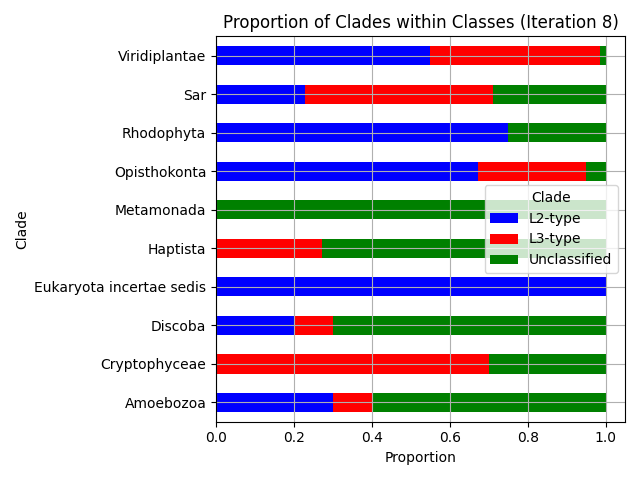 Proportion of Clades within Classes (Iteration 8)
Viridiplantae
Sar
Rhodophyta
Opisthokonta
Metamonada
Haptista
Eukaryota incertae sedis
Discoba
Cryptophyceae
Amoebozoa
Clade
Clade
L2-type
L3-type
Unclassified
0.0 0.2 0.4 0.6 0.8 1.0
Proportion